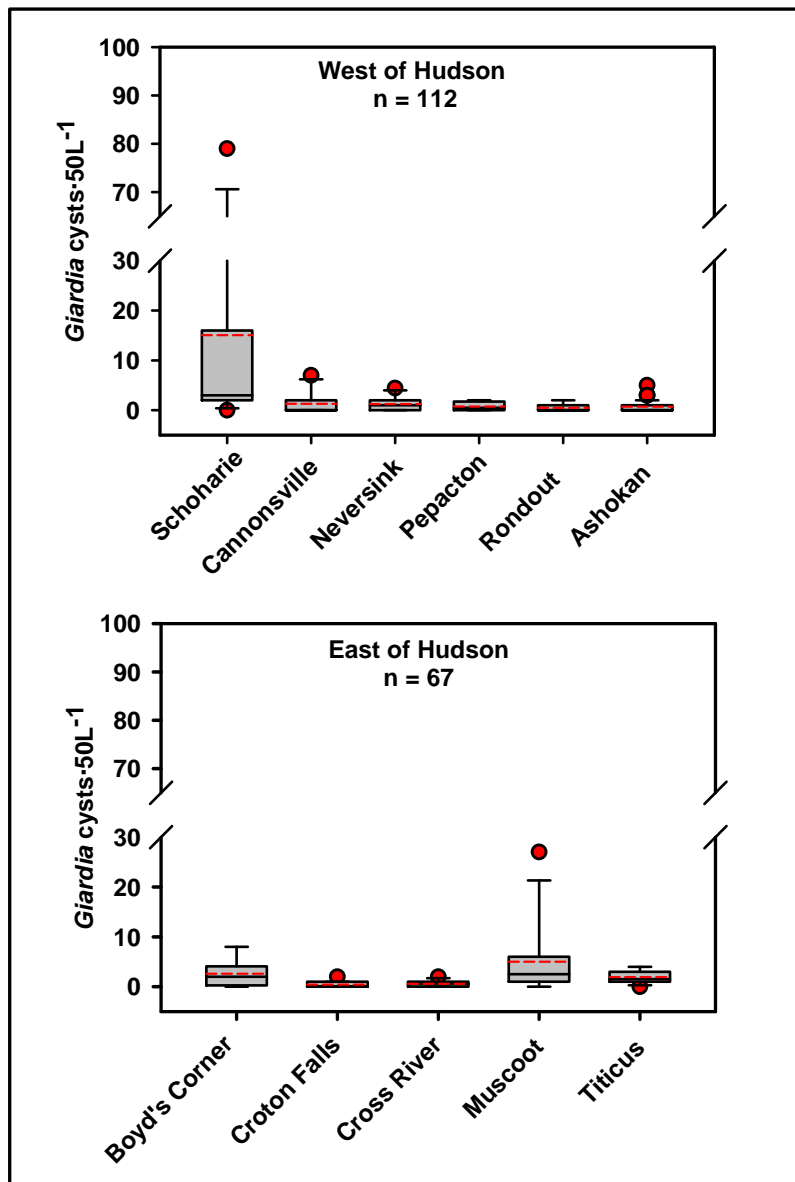 West of Hudson
n = 112
Giardia cysts·50L⁻¹
100
90
80
70
30
20
10
0
Schoharie
Cannonsville
Neversink
Pepacton
Rondout
Ashokan
East of Hudson
n = 67
Giardia cysts·50L⁻¹
100
90
80
70
30
20
10
0
Boyd's Corner
Croton Falls
Cross River
Muscoot
Titicus